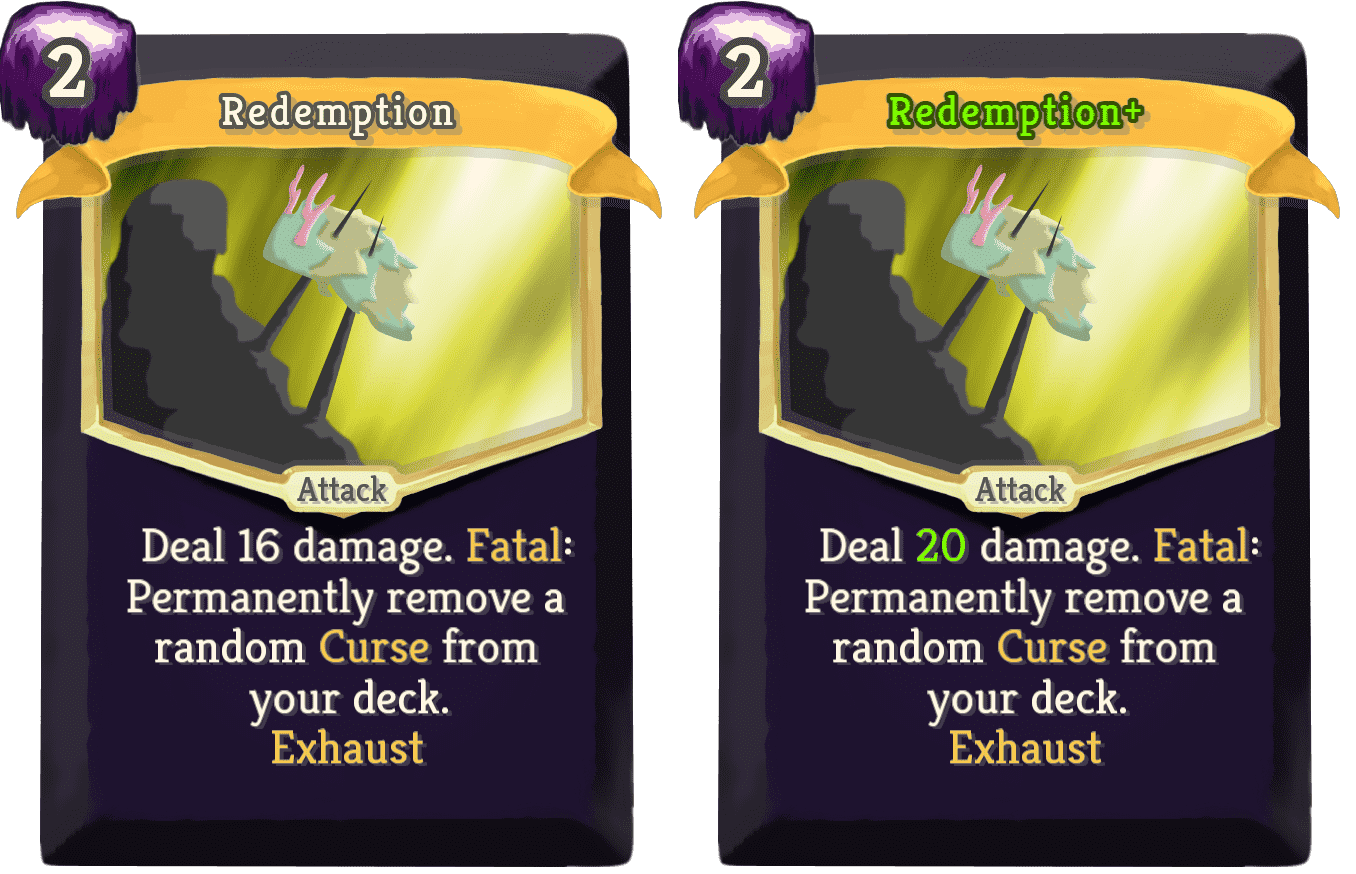 2
Redemption
Attack
Deal 16 damage. Fatal:
Permanently remove a
random Curse from
your deck.
Exhaust
2
Redemption+
Attack
Deal 20 damage. Fatal:
Permanently remove a
random Curse from
your deck.
Exhaust